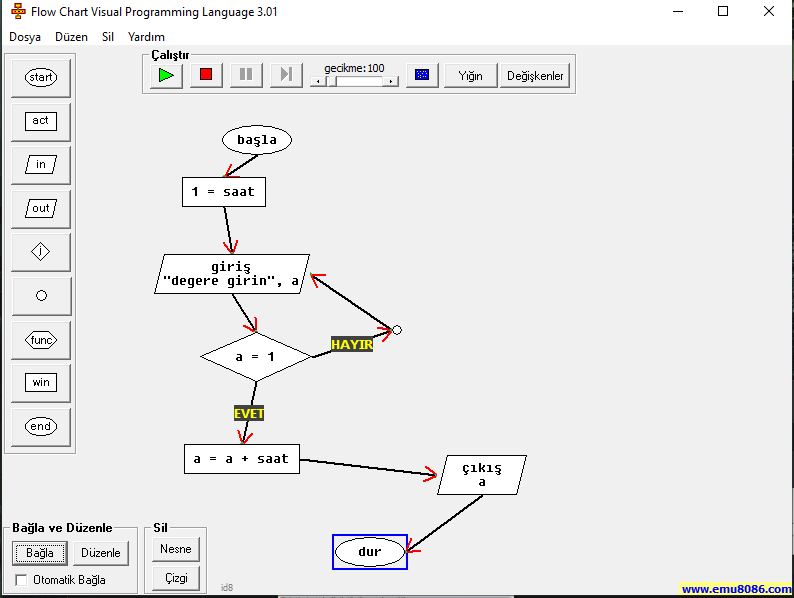 Flow Chart Visual Programming Language 3.01
Dosya Düzen Sil Yardım
Çalıştır
gecikme:100
Yığın
Değişkenler
start
act
in
out
i
func
win
end
başla
1 = saat
giriş
"degere girin", a
a = 1
HAYIR
EVET
a = a + saat
çıkış
a
dur
Bağla ve Düzenle
Bağla
Düzenle
Otomatik Bağla
Sil
Nesne
Çizgi
id8
www.emu8086.com